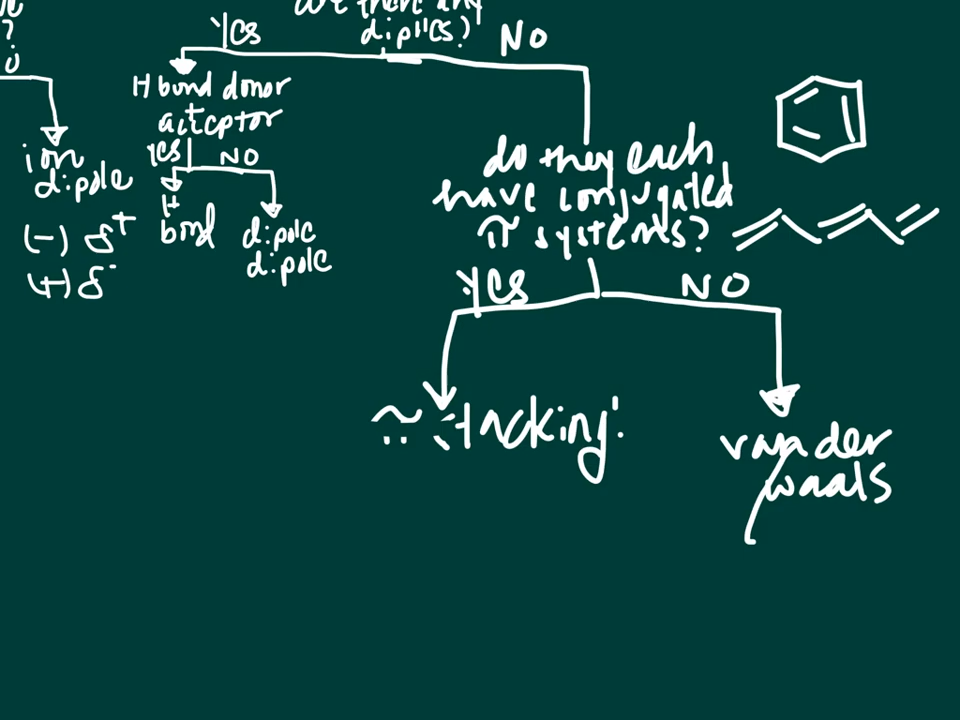 ?
are there any
dipoles?
YES
NO
H bond donor
acceptor
YES
NO
H
bond
dipole
dipole
ion
dipole
(-) δ+
(+) δ-
do they each
have conjugated
π systems?
YES
NO
π stacking!
van der
waals